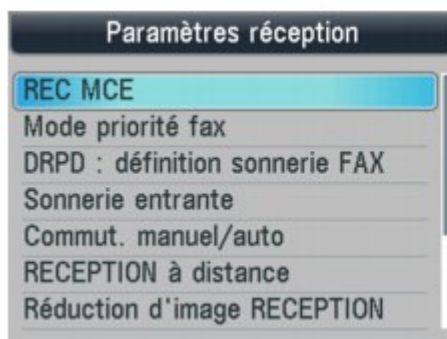 Paramètres réception
REC MCE
Mode priorité fax
DRPD : définition sonnerie FAX
Sonnerie entrante
Commut. manuel/auto
RECEPTION à distance
Réduction d'image RECEPTION